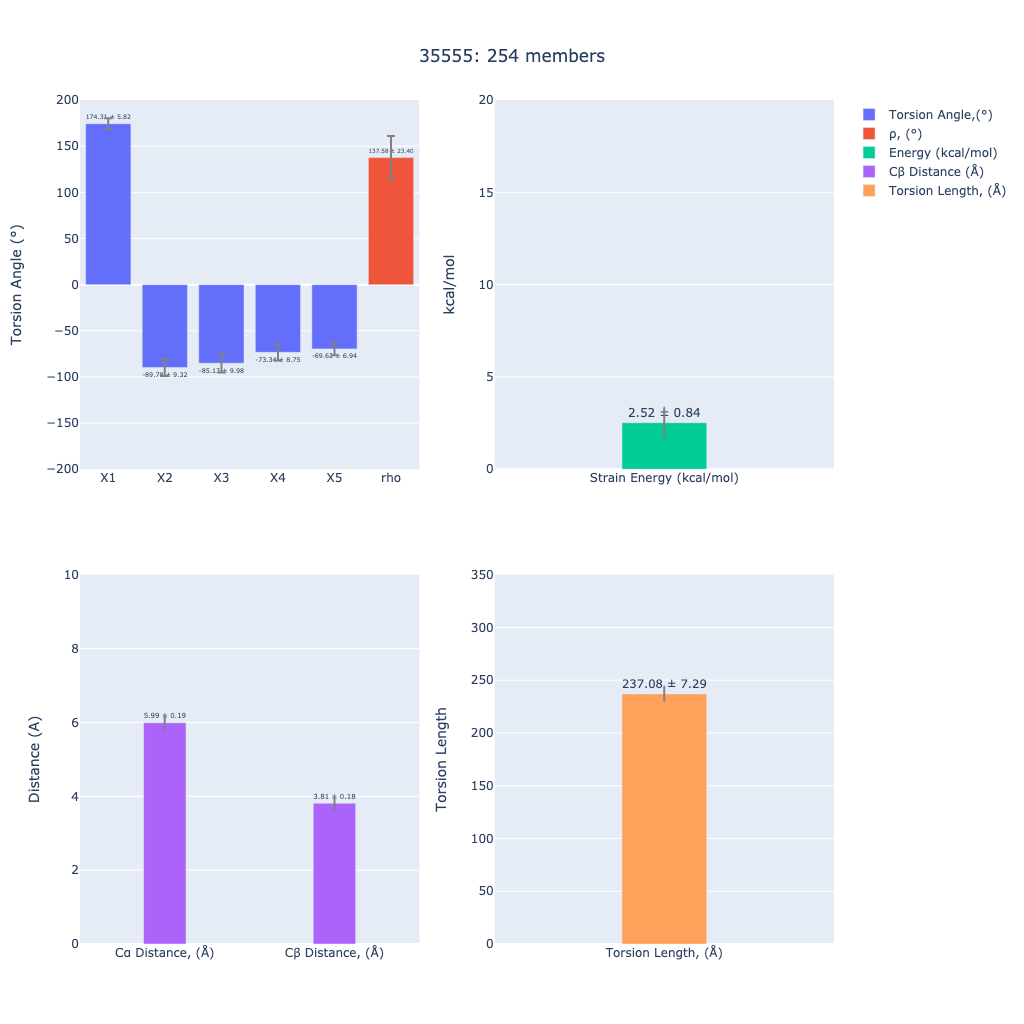 35555: 254 members
Torsion Angle (°)
200
150
100
50
0
−50
−100
−150
−200
174.31 ± 5.82
-89.78 ± 9.32
-85.13 ± 9.98
-73.34 ± 8.75
-69.62 ± 6.94
137.58 ± 23.40
X1 X2 X3 X4 X5 rho
kcal/mol
20
15
10
5
0
2.52 ± 0.84
Strain Energy (kcal/mol)
Torsion Angle,(°)
ρ, (°)
Energy (kcal/mol)
Cβ Distance (Å)
Torsion Length, (Å)
Distance (A)
10
8
6
4
2
0
5.99 ± 0.19
3.81 ± 0.18
Cα Distance, (Å) Cβ Distance, (Å)
Torsion Length
350
300
250
200
150
100
50
0
237.08 ± 7.29
Torsion Length, (Å)